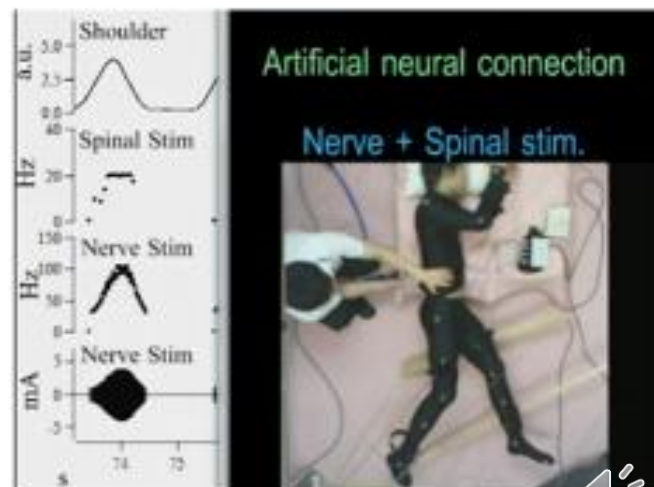 Shoulder
a.u.
5.0
2.5
0.0
Spinal Stim
Hz
40
20
0
Nerve Stim
Hz
150
100
50
0
Nerve Stim
mA
5
0
-5
74
75
s
Artificial neural connection
Nerve + Spinal stim.